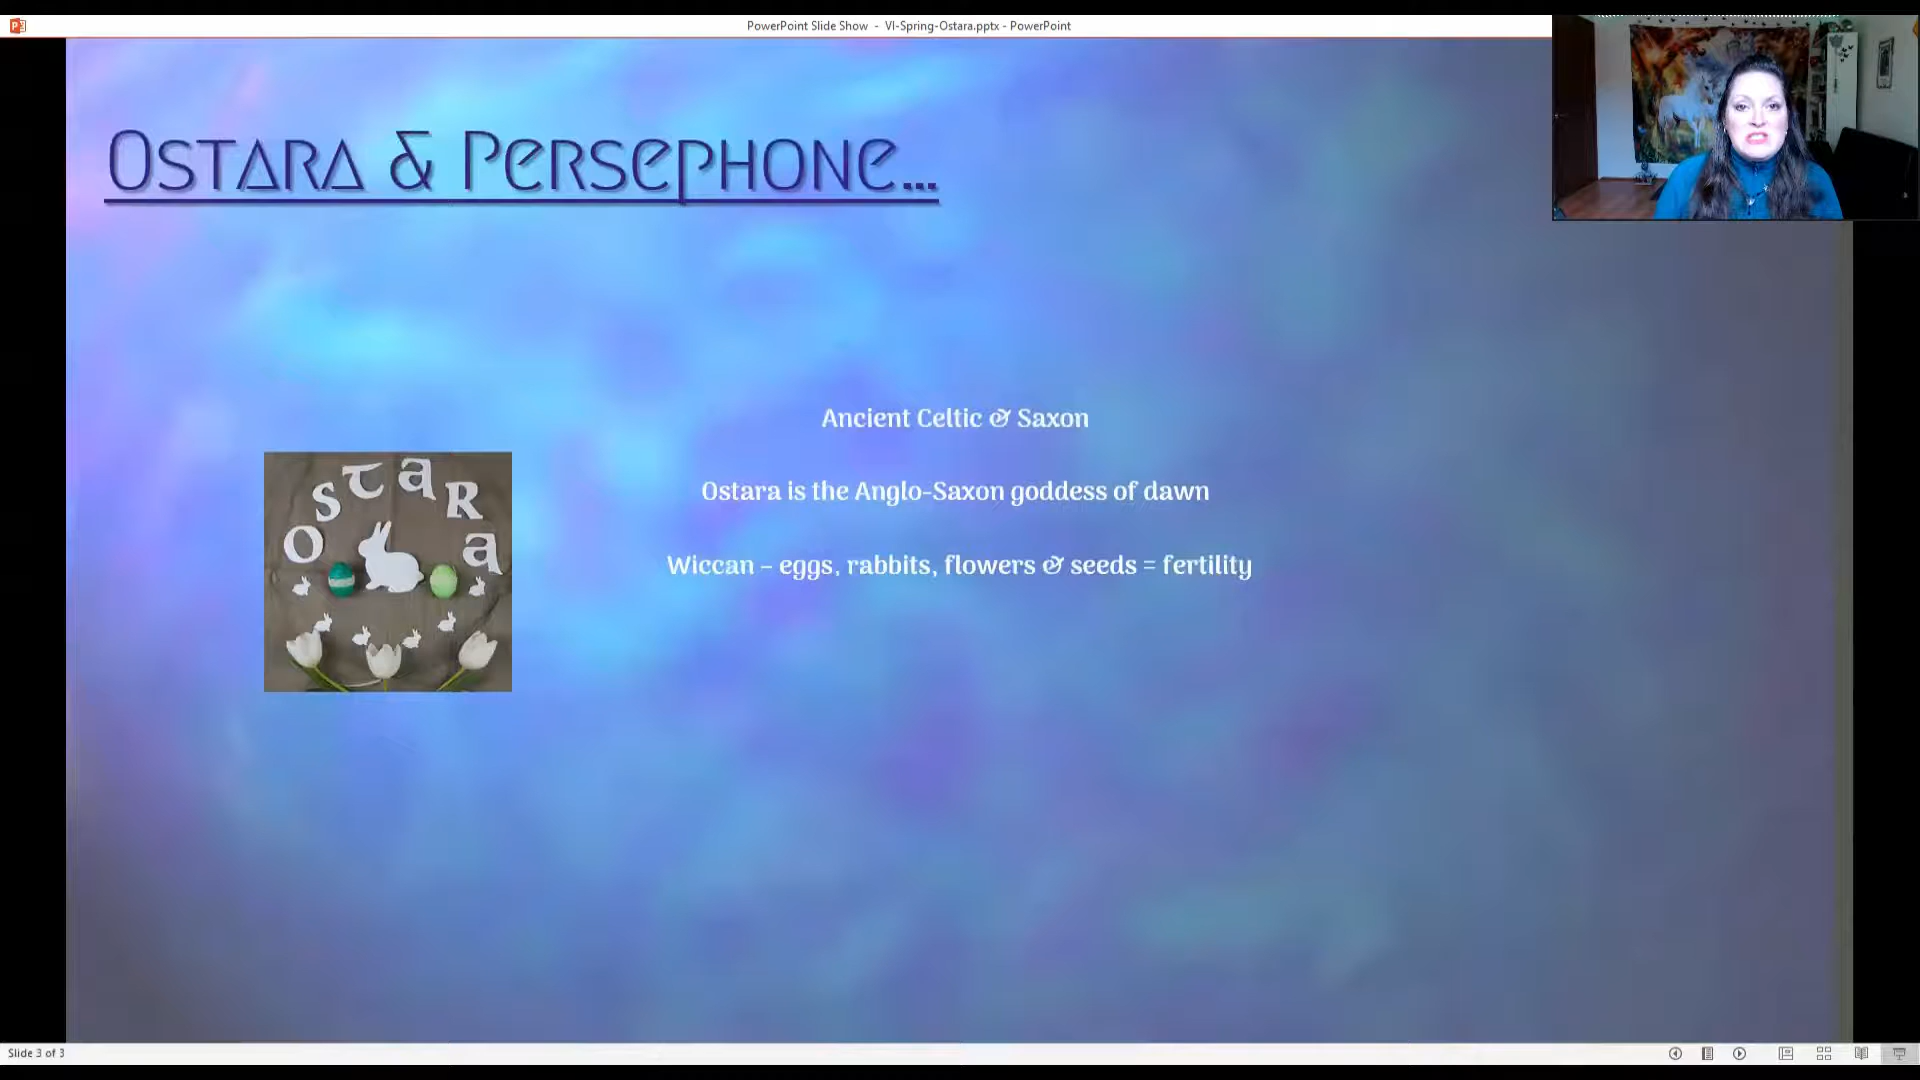 PowerPoint Slide Show - VI-Spring-Ostara.pptx - PowerPoint
Ostara & Persephone...
Ancient Celtic & Saxon
Ostara is the Anglo-Saxon goddess of dawn
Wiccan – eggs, rabbits, flowers & seeds = fertility
OSTARa
Slide 3 of 3